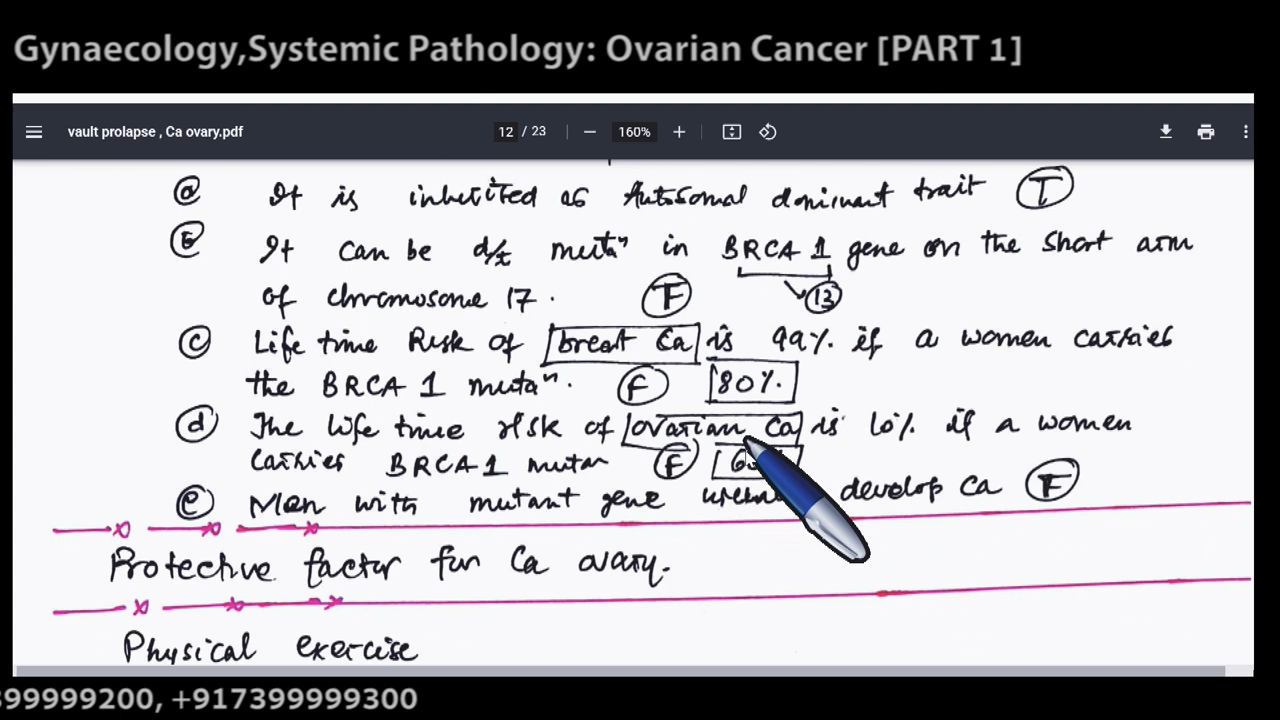 Gynaecology,Systemic Pathology: Ovarian Cancer [PART 1]
vault prolapse , Ca ovary.pdf 12 / 23 160%
ⓐ It is inherited as Autosomal dominant trait Ⓣ
ⓑ It can be d/t mutaⁿ in BRCA 1 gene on the short arm
of chromosome 17. Ⓕ ⑬
ⓒ Life time Risk of breast Ca is 99% if a women carries
the BRCA 1 mutaⁿ. Ⓕ 80%.
ⓓ The life time risk of ovarian Ca is 10% if a women
carries BRCA1 mutaⁿ Ⓕ
ⓔ Men with mutant gene develop Ca Ⓕ
Protective factor for Ca ovary.
Physical exercise
399999200, +917399999300